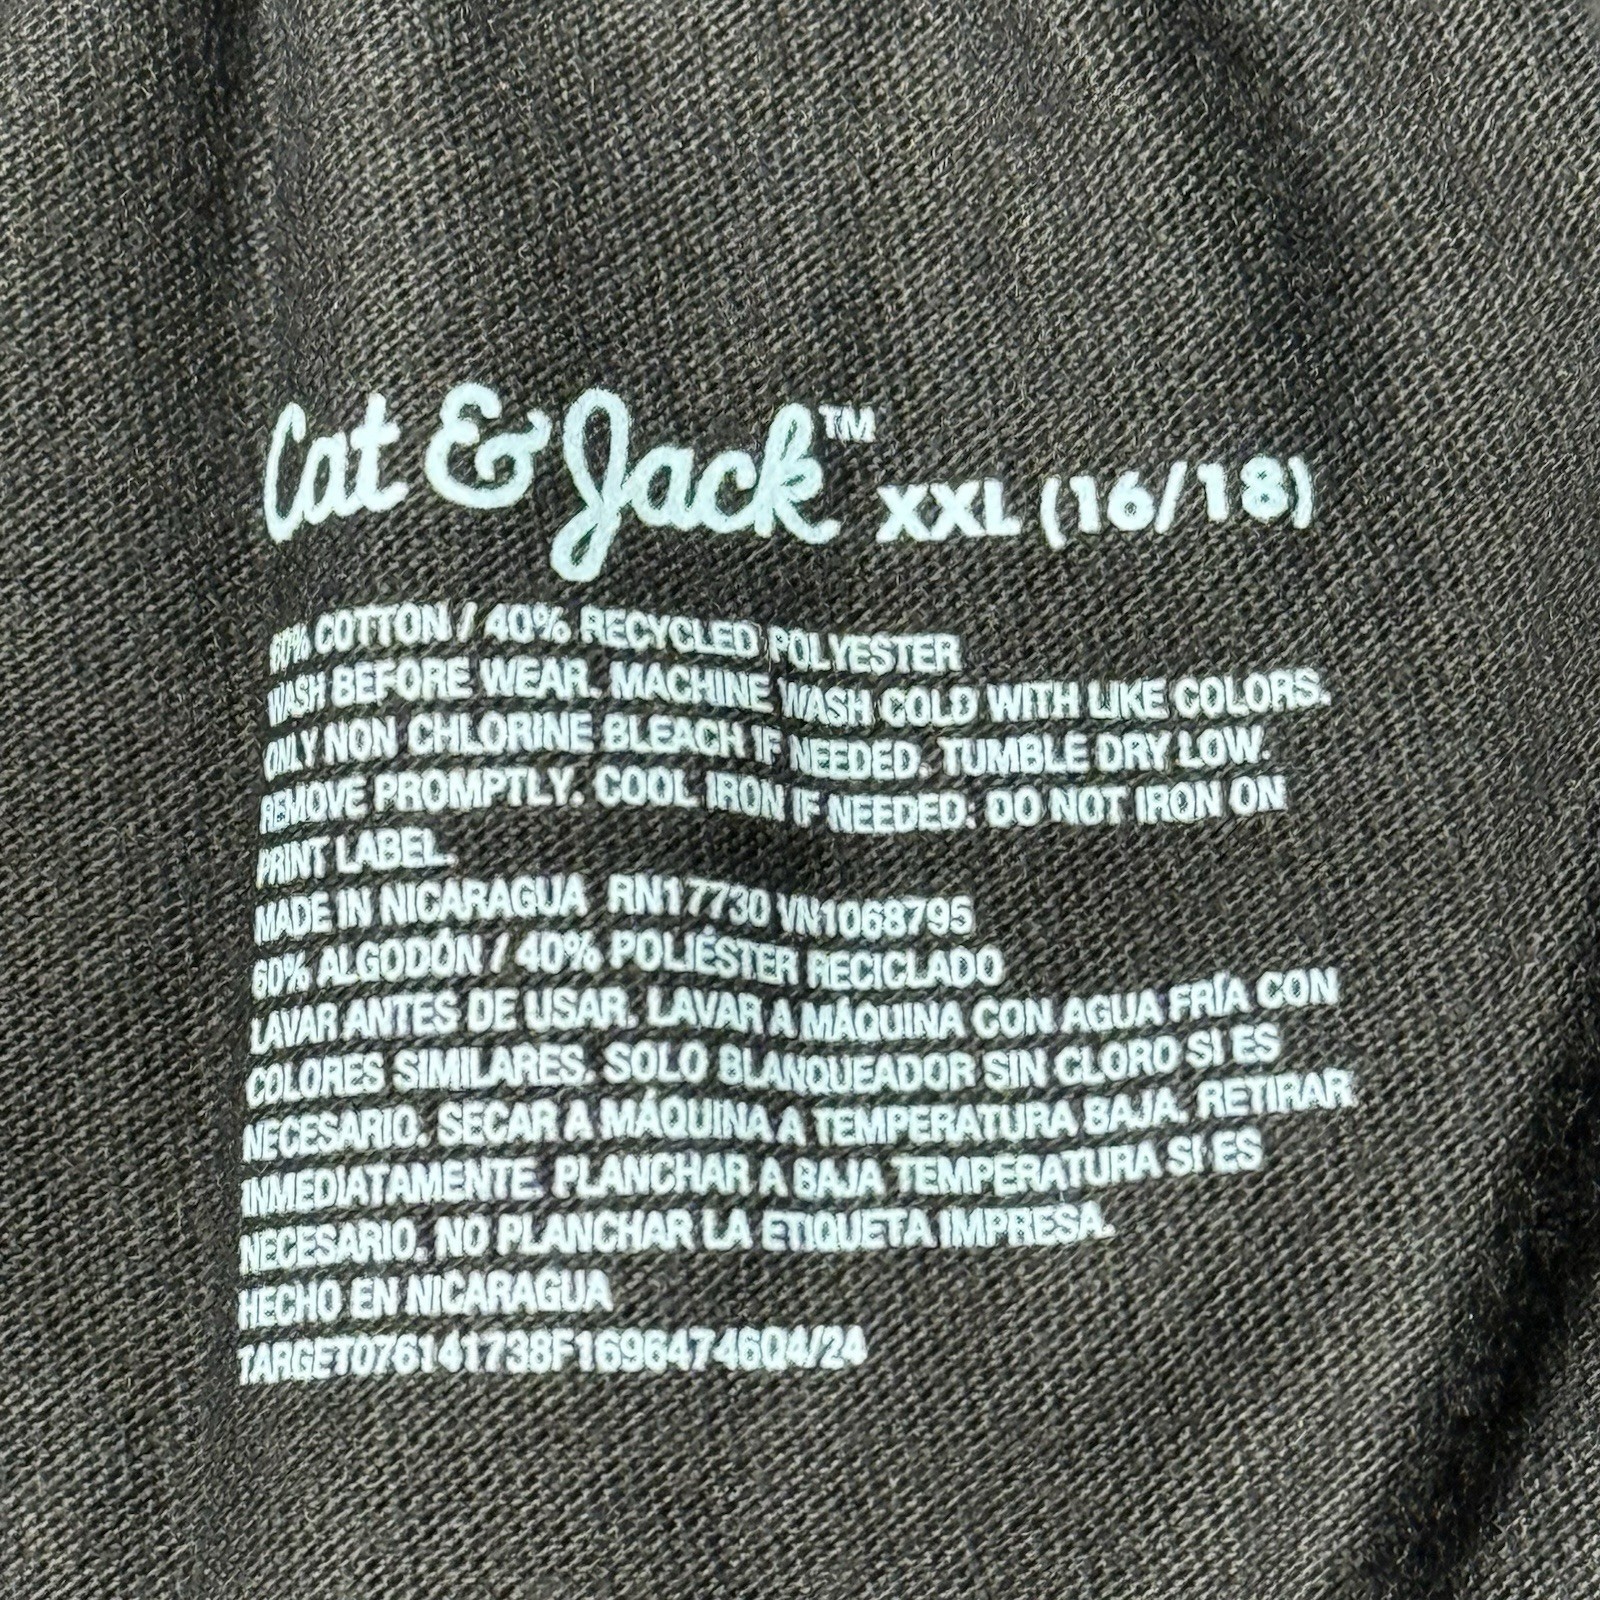 Cat & Jack™ XXL (16/18)
60% COTTON / 40% RECYCLED POLYESTER
WASH BEFORE WEAR. MACHINE WASH COLD WITH LIKE COLORS.
ONLY NON CHLORINE BLEACH IF NEEDED. TUMBLE DRY LOW.
REMOVE PROMPTLY. COOL IRON IF NEEDED. DO NOT IRON ON
PRINT LABEL.
MADE IN NICARAGUA RN17730 VN1068795
60% ALGODÓN / 40% POLIÉSTER RECICLADO
LAVAR ANTES DE USAR. LAVAR A MÁQUINA CON AGUA FRÍA CON
COLORES SIMILARES. SOLO BLANQUEADOR SIN CLORO SI ES
NECESARIO. SECAR A MÁQUINA A TEMPERATURA BAJA. RETIRAR
INMEDIATAMENTE. PLANCHAR A BAJA TEMPERATURA SI ES
NECESARIO. NO PLANCHAR LA ETIQUETA IMPRESA.
HECHO EN NICARAGUA
TARGET076141738F1696474604/24